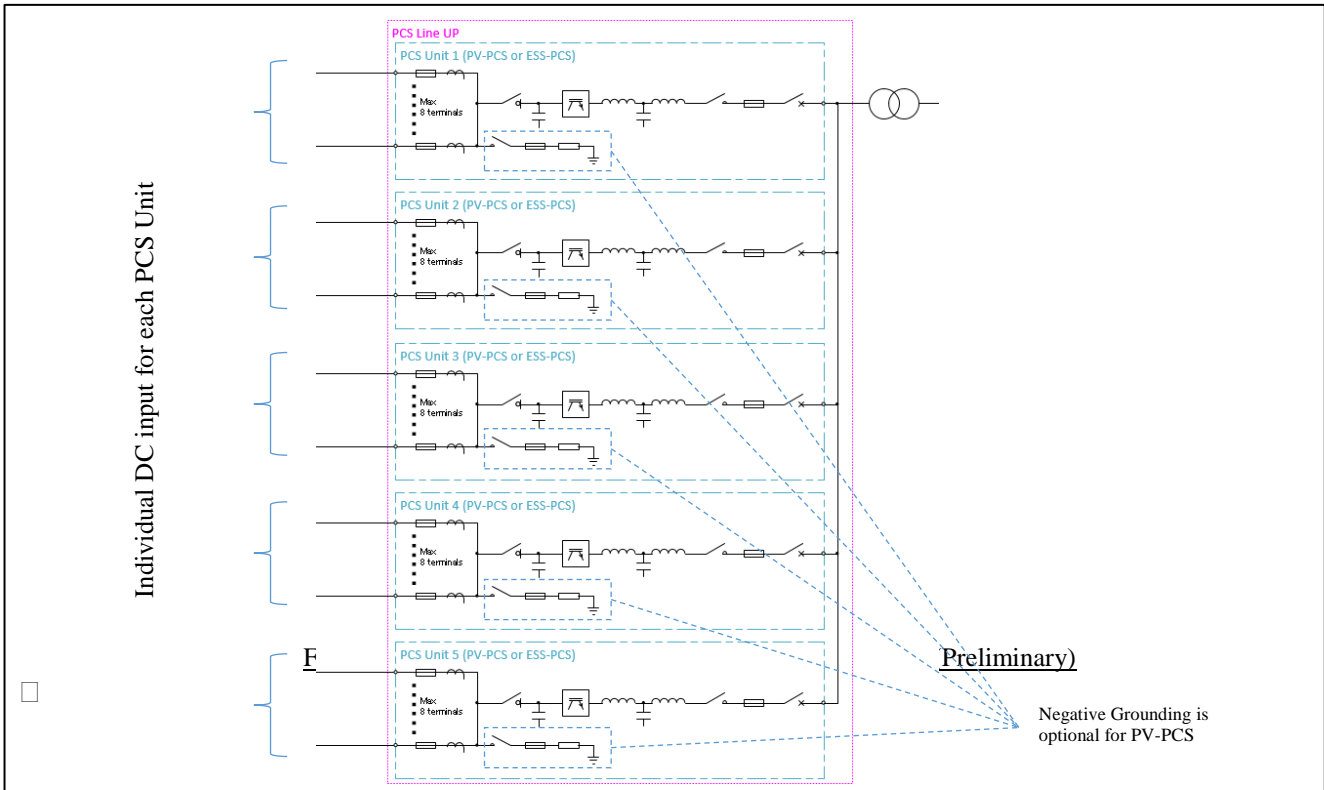 PCS Line UP
PCS Unit 1 (PV-PCS or ESS-PCS)
Max
8 terminals
PCS Unit 2 (PV-PCS or ESS-PCS)
Max
8 terminals
Individual DC input for each PCS Unit
PCS Unit 3 (PV-PCS or ESS-PCS)
Max
8 terminals
PCS Unit 4 (PV-PCS or ESS-PCS)
Max
8 terminals
F
PCS Unit 5 (PV-PCS or ESS-PCS)
Preliminary)
Max
8 terminals
Negative Grounding is
optional for PV-PCS